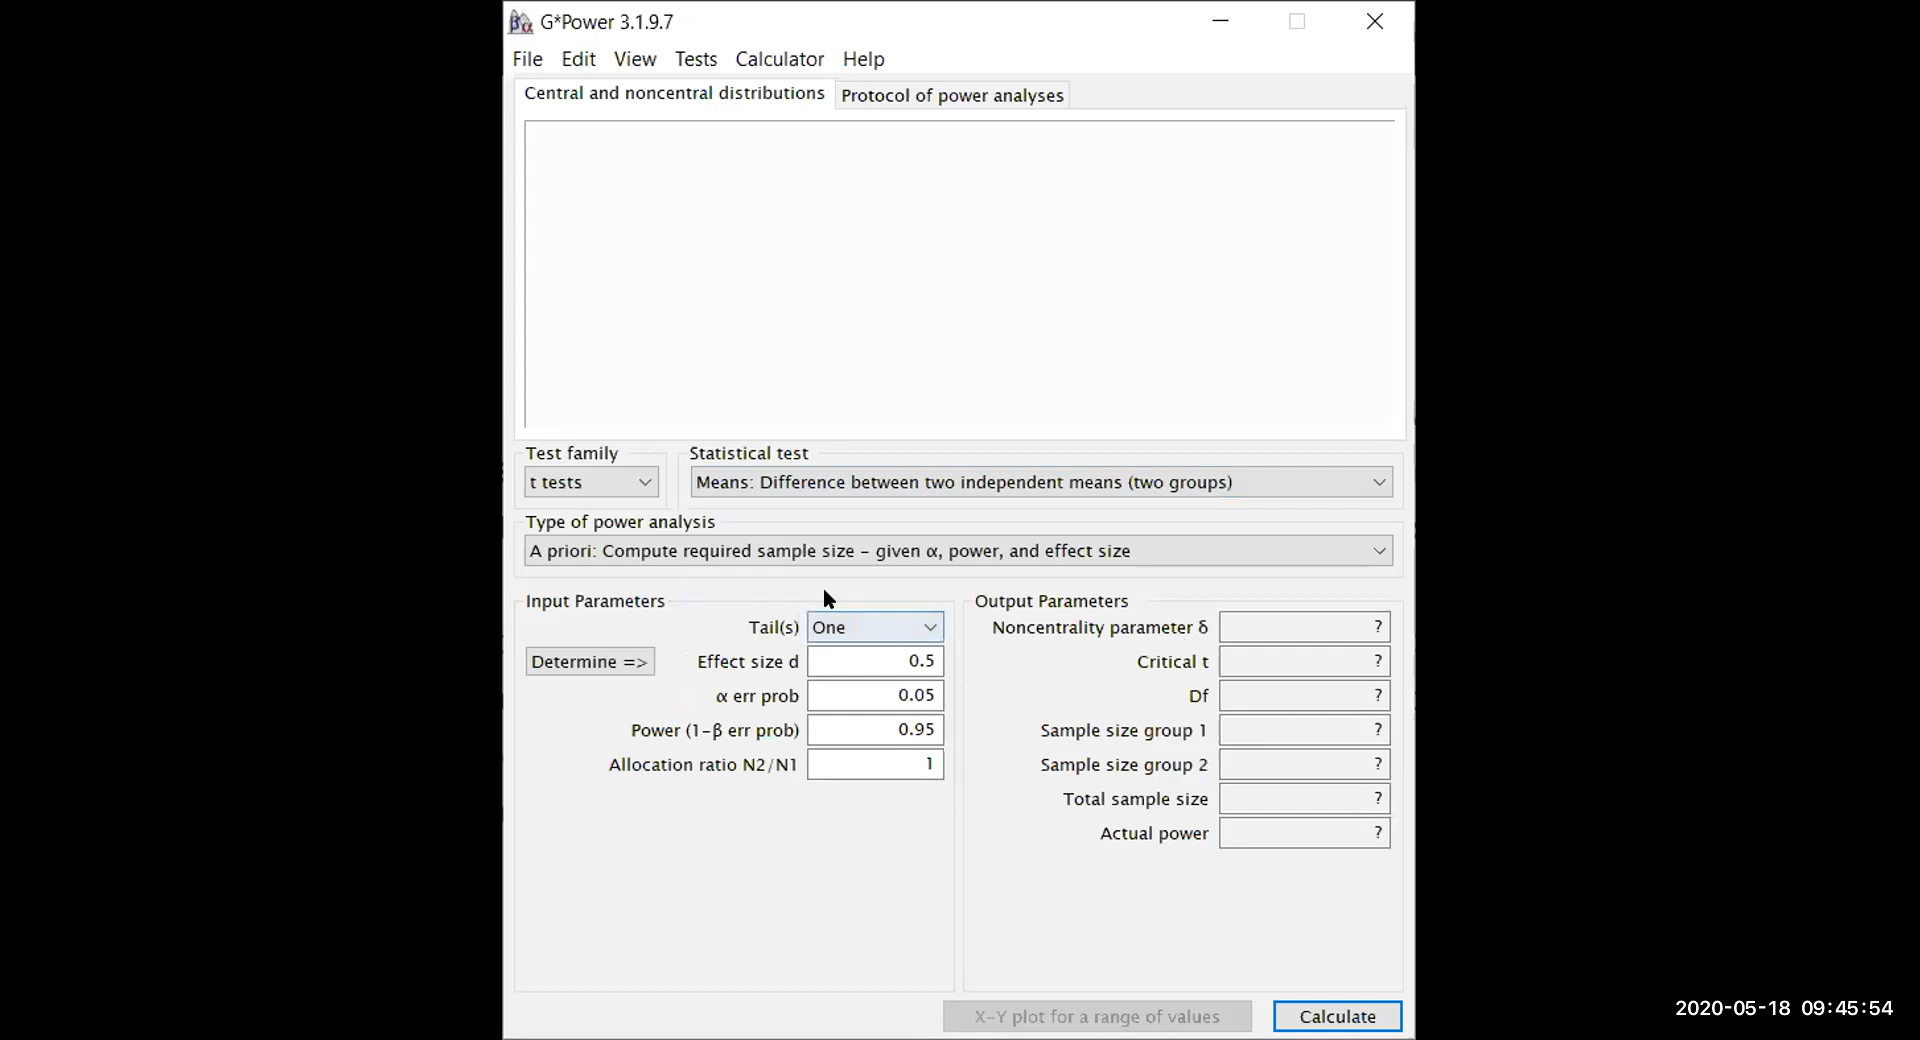 G*Power 3.1.9.7
File Edit View Tests Calculator Help
Central and noncentral distributions Protocol of power analyses
Test family Statistical test
t tests Means: Difference between two independent means (two groups)
Type of power analysis
A priori: Compute required sample size – given α, power, and effect size
Input Parameters Output Parameters
Tail(s) One Noncentrality parameter δ ?
Determine => Effect size d 0.5 Critical t ?
α err prob 0.05 Df ?
Power (1–β err prob) 0.95 Sample size group 1 ?
Allocation ratio N2/N1 1 Sample size group 2 ?
Total sample size ?
Actual power ?
X–Y plot for a range of values Calculate
2020-05-18 09:45:54